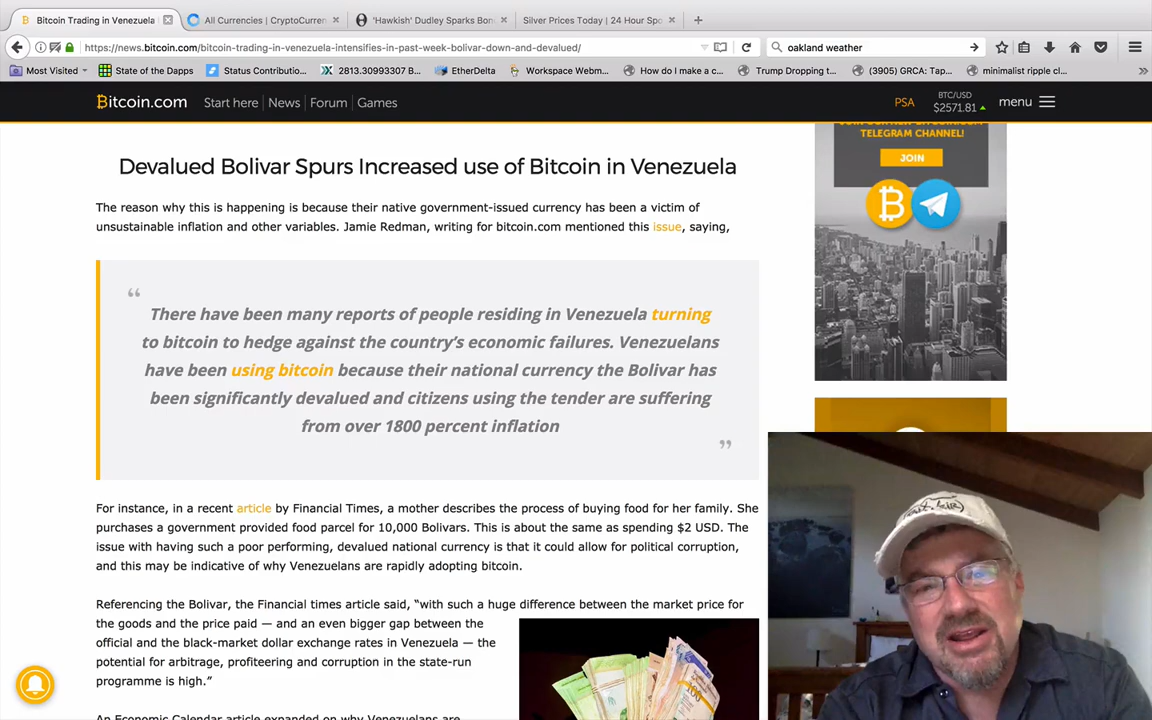 Bitcoin Trading in Venezuela
All Currencies | CryptoCurren
'Hawkish' Dudley Sparks Bon
Silver Prices Today | 24 Hour Spo
https://news.bitcoin.com/bitcoin-trading-in-venezuela-intensifies-in-past-week-bolivar-down-and-devalued/
oakland weather
Most Visited
State of the Dapps
Status Contributio...
2813.30993307 B...
EtherDelta
Workspace Webm...
How do I make a c...
Trump Dropping t...
(3905) GRCA: Tap...
minimalist ripple cl...
Bitcoin.com
Start here | News | Forum | Games
PSA
BTC/USD
$2571.81
menu
TELEGRAM CHANNEL!
JOIN
Devalued Bolivar Spurs Increased use of Bitcoin in Venezuela
The reason why this is happening is because their native government-issued currency has been a victim of
unsustainable inflation and other variables. Jamie Redman, writing for bitcoin.com mentioned this issue, saying,
“
There have been many reports of people residing in Venezuela turning
to bitcoin to hedge against the country’s economic failures. Venezuelans
have been using bitcoin because their national currency the Bolivar has
been significantly devalued and citizens using the tender are suffering
from over 1800 percent inflation
”
For instance, in a recent article by Financial Times, a mother describes the process of buying food for her family. She
purchases a government provided food parcel for 10,000 Bolivars. This is about the same as spending $2 USD. The
issue with having such a poor performing, devalued national currency is that it could allow for political corruption,
and this may be indicative of why Venezuelans are rapidly adopting bitcoin.
Referencing the Bolivar, the Financial times article said, “with such a huge difference between the market price for
the goods and the price paid — and an even bigger gap between the
official and the black-market dollar exchange rates in Venezuela — the
potential for arbitrage, profiteering and corruption in the state-run
programme is high.”
An Economic Calendar article expanded on why Venezuelans are